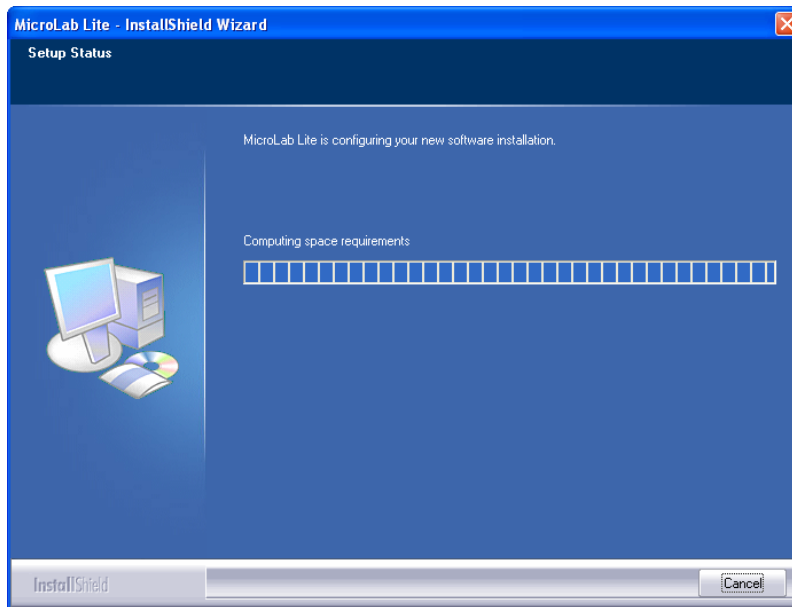 MicroLab Lite - InstallShield Wizard
Setup Status
MicroLab Lite is configuring your new software installation.
Computing space requirements
InstallShield
Cancel